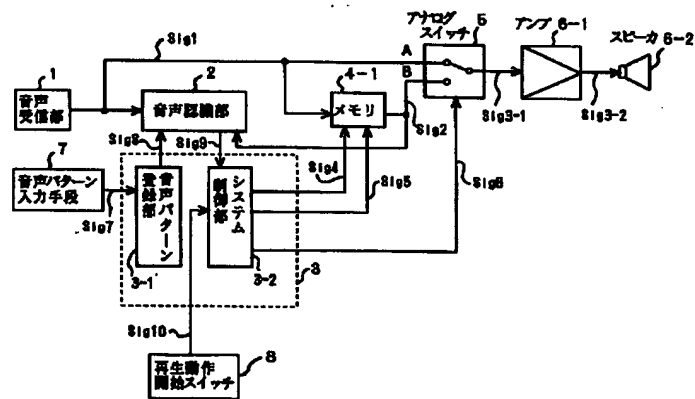 アナログ
スイッチ
5
アンプ 6-1
スピーカ 6-2
Sig1
A
B
1
音声
受信部
2
音声認識部
4-1
メモリ
Sig2
Sig3-1
Sig3-2
Sig8
Sig9
Sig4
Sig5
Sig6
7
音声パターン
入力手段
Sig7
音声パターン
登録部
システム
制御部
3-1
3-2
3
Sig10
再生動作
開始スイッチ
8